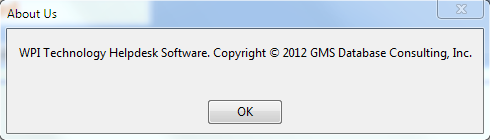 About Us
WPI Technology Helpdesk Software. Copyright © 2012 GMS Database Consulting, Inc.
OK